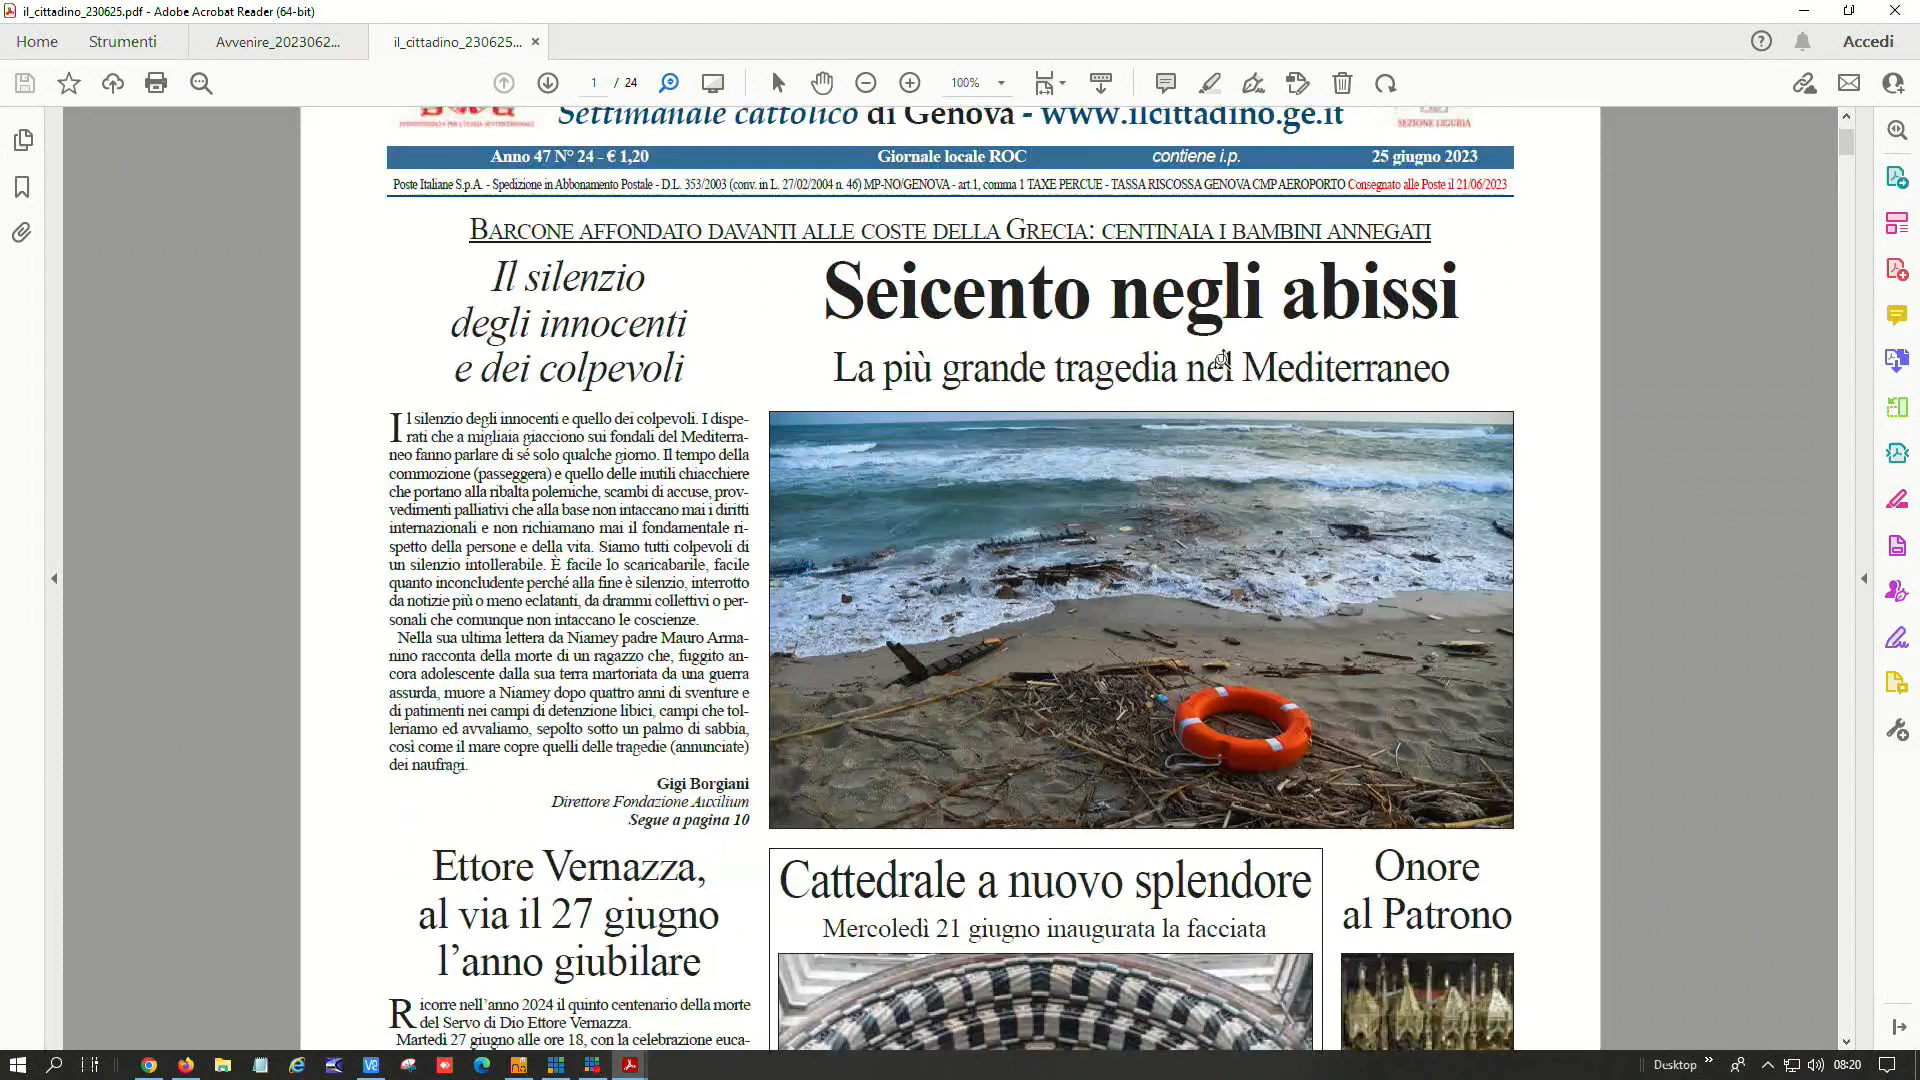 il_cittadino_230625.pdf - Adobe Acrobat Reader (64-bit)
Home
Strumenti
Avvenire_2023062...
il_cittadino_230625...
Accedi
1 / 24
100%
Settimanale cattolico di Genova - www.ilcittadino.ge.it
SEZIONE LIGURIA
Anno 47 N° 24 - € 1,20
Giornale locale ROC
contiene i.p.
25 giugno 2023
Poste Italiane S.p.A. - Spedizione in Abbonamento Postale - D.L. 353/2003 (conv. in L. 27/02/2004 n. 46) MP-NO/GENOVA - art.1, comma 1 TAXE PERCUE - TASSA RISCOSSA GENOVA CMP AEROPORTO Consegnato alle Poste il 21/06/2023
BARCONE AFFONDATO DAVANTI ALLE COSTE DELLA GRECIA: CENTINAIA I BAMBINI ANNEGATI
Il silenzio
degli innocenti
e dei colpevoli
Seicento negli abissi
La più grande tragedia nel Mediterraneo
Il silenzio degli innocenti e quello dei colpevoli. I dispe-
rati che a migliaia giacciono sui fondali del Mediterra-
neo fanno parlare di sé solo qualche giorno. Il tempo della
commozione (passeggera) e quello delle inutili chiacchiere
che portano alla ribalta polemiche, scambi di accuse, prov-
vedimenti palliativi che alla base non intaccano mai i diritti
internazionali e non richiamano mai il fondamentale ri-
spetto della persone e della vita. Siamo tutti colpevoli di
un silenzio intollerabile. È facile lo scaricabarile, facile
quanto inconcludente perché alla fine è silenzio, interrotto
da notizie più o meno eclatanti, da drammi collettivi o per-
sonali che comunque non intaccano le coscienze.
Nella sua ultima lettera da Niamey padre Mauro Arma-
nino racconta della morte di un ragazzo che, fuggito an-
cora adolescente dalla sua terra martoriata da una guerra
assurda, muore a Niamey dopo quattro anni di sventure e
di patimenti nei campi di detenzione libici, campi che tol-
leriamo ed avvaliamo, sepolto sotto un palmo di sabbia,
così come il mare copre quelli delle tragedie (annunciate)
dei naufragi.
Gigi Borgiani
Direttore Fondazione Auxilium
Segue a pagina 10
Ettore Vernazza,
al via il 27 giugno
l'anno giubilare
Ricorre nell'anno 2024 il quinto centenario della morte
del Servo di Dio Ettore Vernazza.
Martedì 27 giugno alle ore 18, con la celebrazione euca-
Cattedrale a nuovo splendore
Mercoledì 21 giugno inaugurata la facciata
Onore
al Patrono
Desktop
08:20